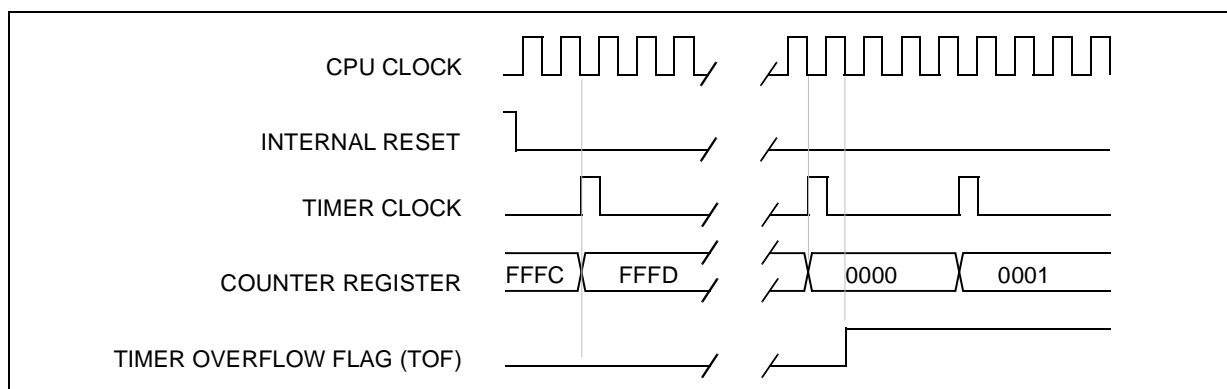 CPU CLOCK
INTERNAL RESET
TIMER CLOCK
COUNTER REGISTER FFFC FFFD 0000 0001
TIMER OVERFLOW FLAG (TOF)